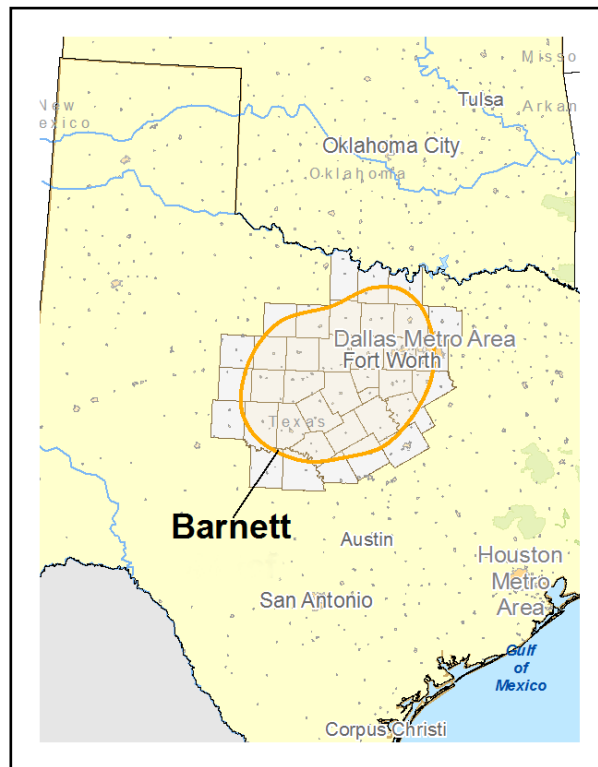 Misso
Tulsa
Arkan
New
exico
Oklahoma City
Oklahoma
Dallas Metro Area
Fort Worth
Texas
Barnett
Austin
Houston
Metro
Area
San Antonio
Gulf
of
Mexico
Corpus Christi